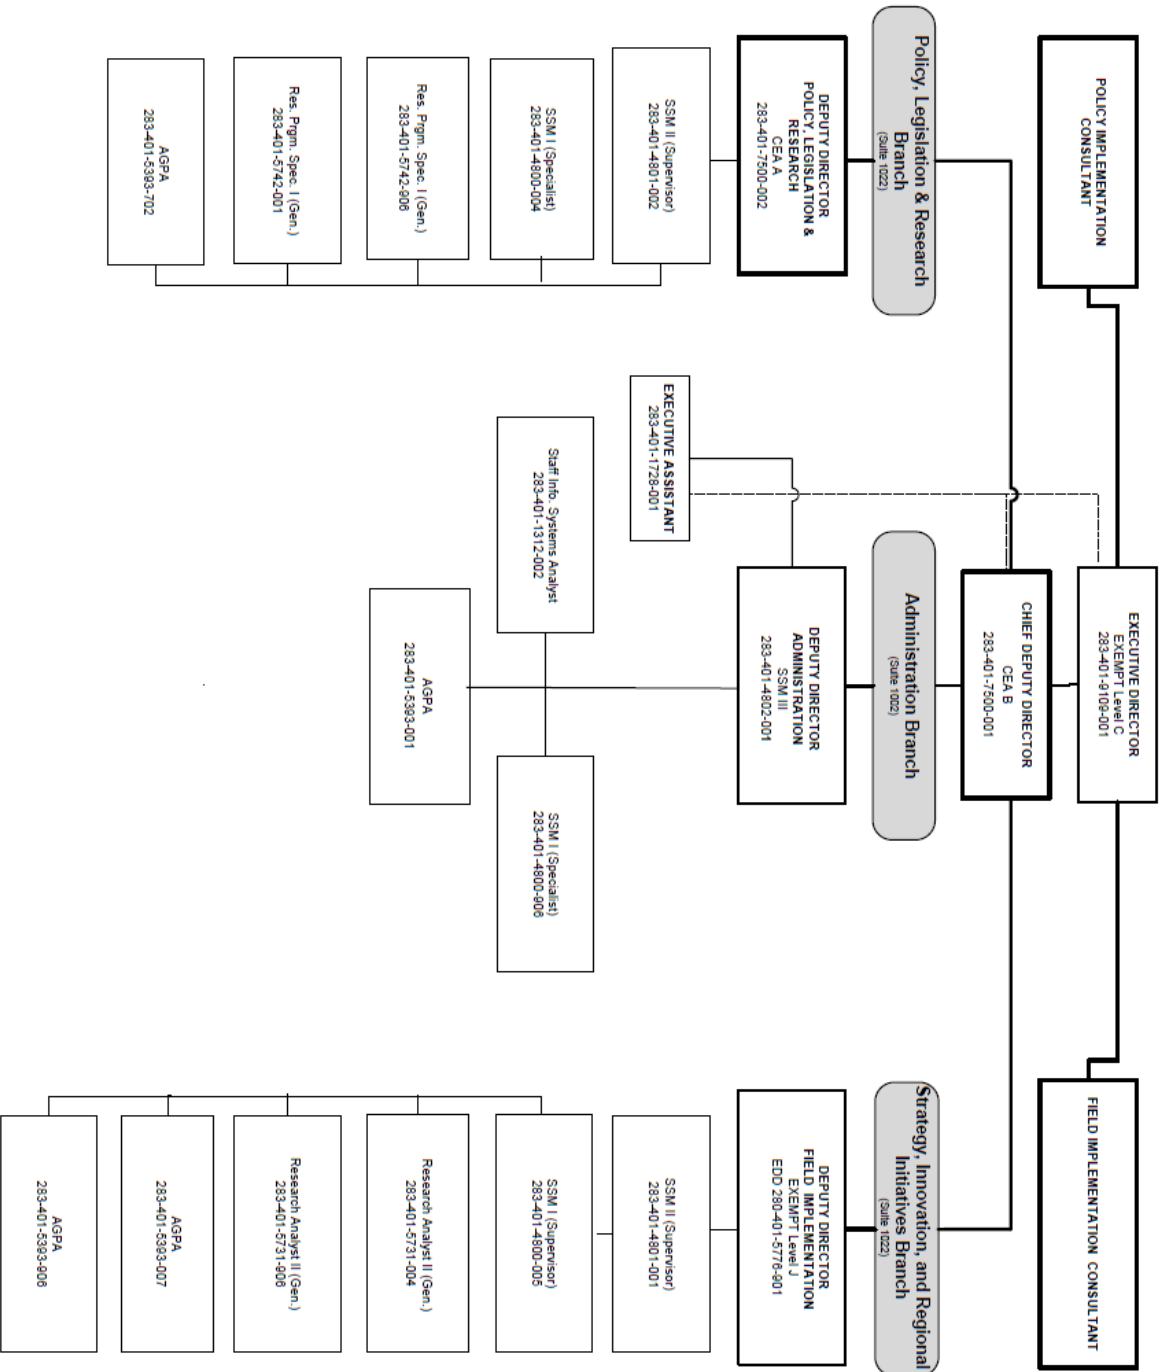 EXECUTIVE DIRECTOR
EXEMPT Level C
283-401-9109-001
POLICY IMPLEMENTATION
CONSULTANT
FIELD IMPLEMENTATION CONSULTANT
CHIEF DEPUTY DIRECTOR
CEA B
283-401-7500-001
Policy, Legislation & Research
Branch
(Suite 1022)
Administration Branch
(Suite 1002)
Strategy, Innovation, and Regional
Initiatives Branch
(Suite 1022)
DEPUTY DIRECTOR
POLICY, LEGISLATION &
RESEARCH
CEA A
283-401-7500-002
DEPUTY DIRECTOR
ADMINISTRATION
SSM III
283-401-4802-001
DEPUTY DIRECTOR
FIELD IMPLEMENTATION
EXEMPT Level J
EDD 280-401-5776-901
SSM II (Supervisor)
283-401-4801-002
EXECUTIVE ASSISTANT
283-401-1728-001
SSM II (Supervisor)
283-401-4801-001
SSM I (Specialist)
283-401-4800-004
Staff Info. Systems Analyst
283-401-1312-002
SSM I (Specialist)
283-401-4800-906
SSM I (Supervisor)
283-401-4800-005
Res. Prgm. Spec. I (Gen.)
283-401-5742-906
AGPA
283-401-5393-001
Research Analyst II (Gen.)
283-401-5731-004
Res. Prgm. Spec. I (Gen.)
283-401-5742-001
Research Analyst II (Gen.)
283-401-5731-906
AGPA
283-401-5393-702
AGPA
283-401-5393-007
AGPA
283-401-5393-906